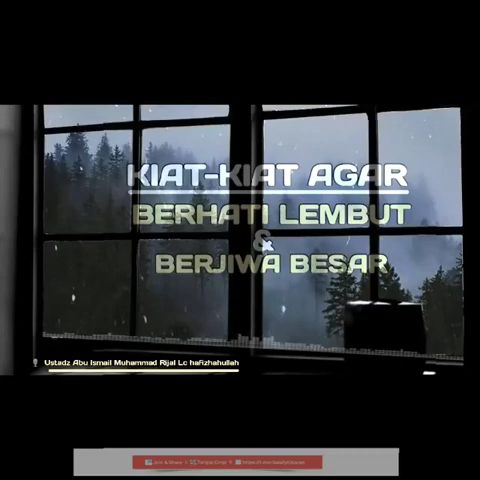 KIAT-KIAT AGAR
BERHATI LEMBUT
&
BERJIWA BESAR
Ustadz Abu Ismail Muhammad Rijal Lc hafizhahullah